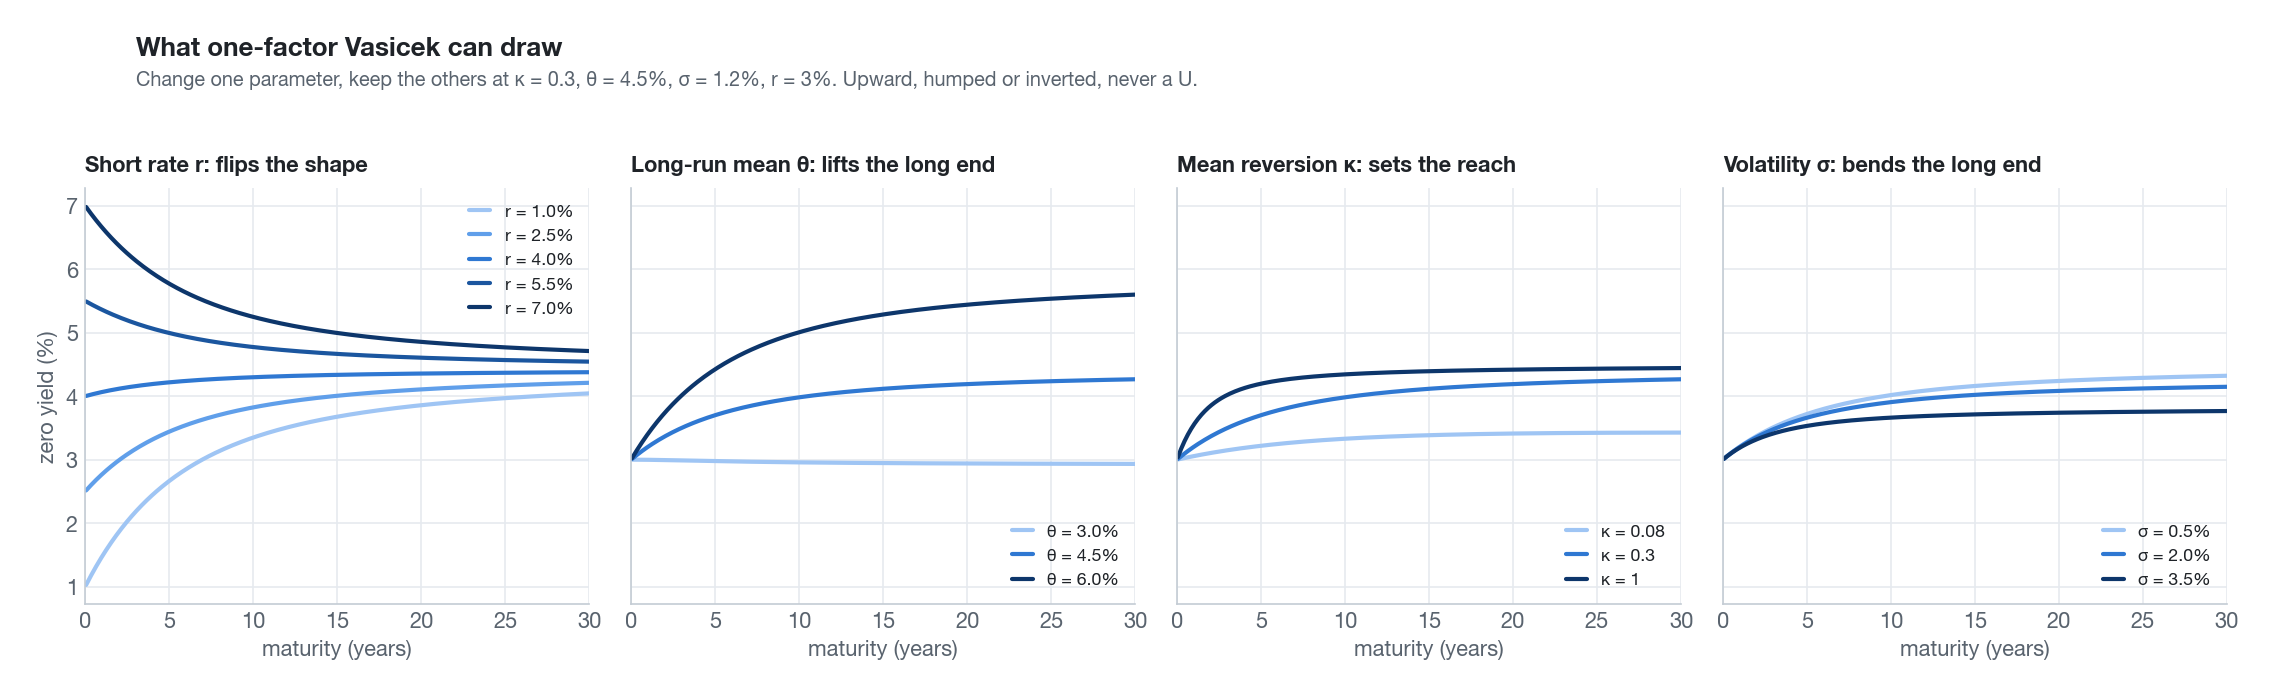 What one-factor Vasicek can draw
Change one parameter, keep the others at κ = 0.3, θ = 4.5%, σ = 1.2%, r = 3%. Upward, humped or inverted, never a U.
Short rate r: flips the shape
zero yield (%)
7
6
5
4
3
2
1
r = 1.0%
r = 2.5%
r = 4.0%
r = 5.5%
r = 7.0%
0 5 10 15 20 25 30
maturity (years)
Long-run mean θ: lifts the long end
θ = 3.0%
θ = 4.5%
θ = 6.0%
0 5 10 15 20 25 30
maturity (years)
Mean reversion κ: sets the reach
κ = 0.08
κ = 0.3
κ = 1
0 5 10 15 20 25 30
maturity (years)
Volatility σ: bends the long end
σ = 0.5%
σ = 2.0%
σ = 3.5%
0 5 10 15 20 25 30
maturity (years)